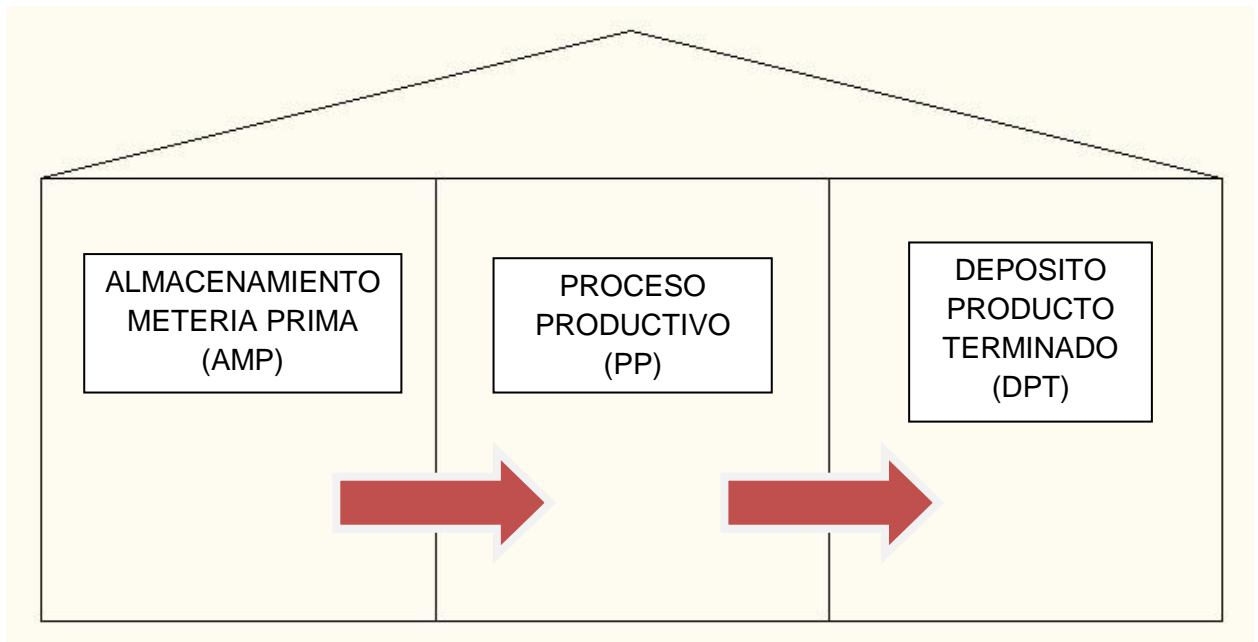 ALMACENAMIENTO
METERIA PRIMA
(AMP)
PROCESO
PRODUCTIVO
(PP)
DEPOSITO
PRODUCTO
TERMINADO
(DPT)